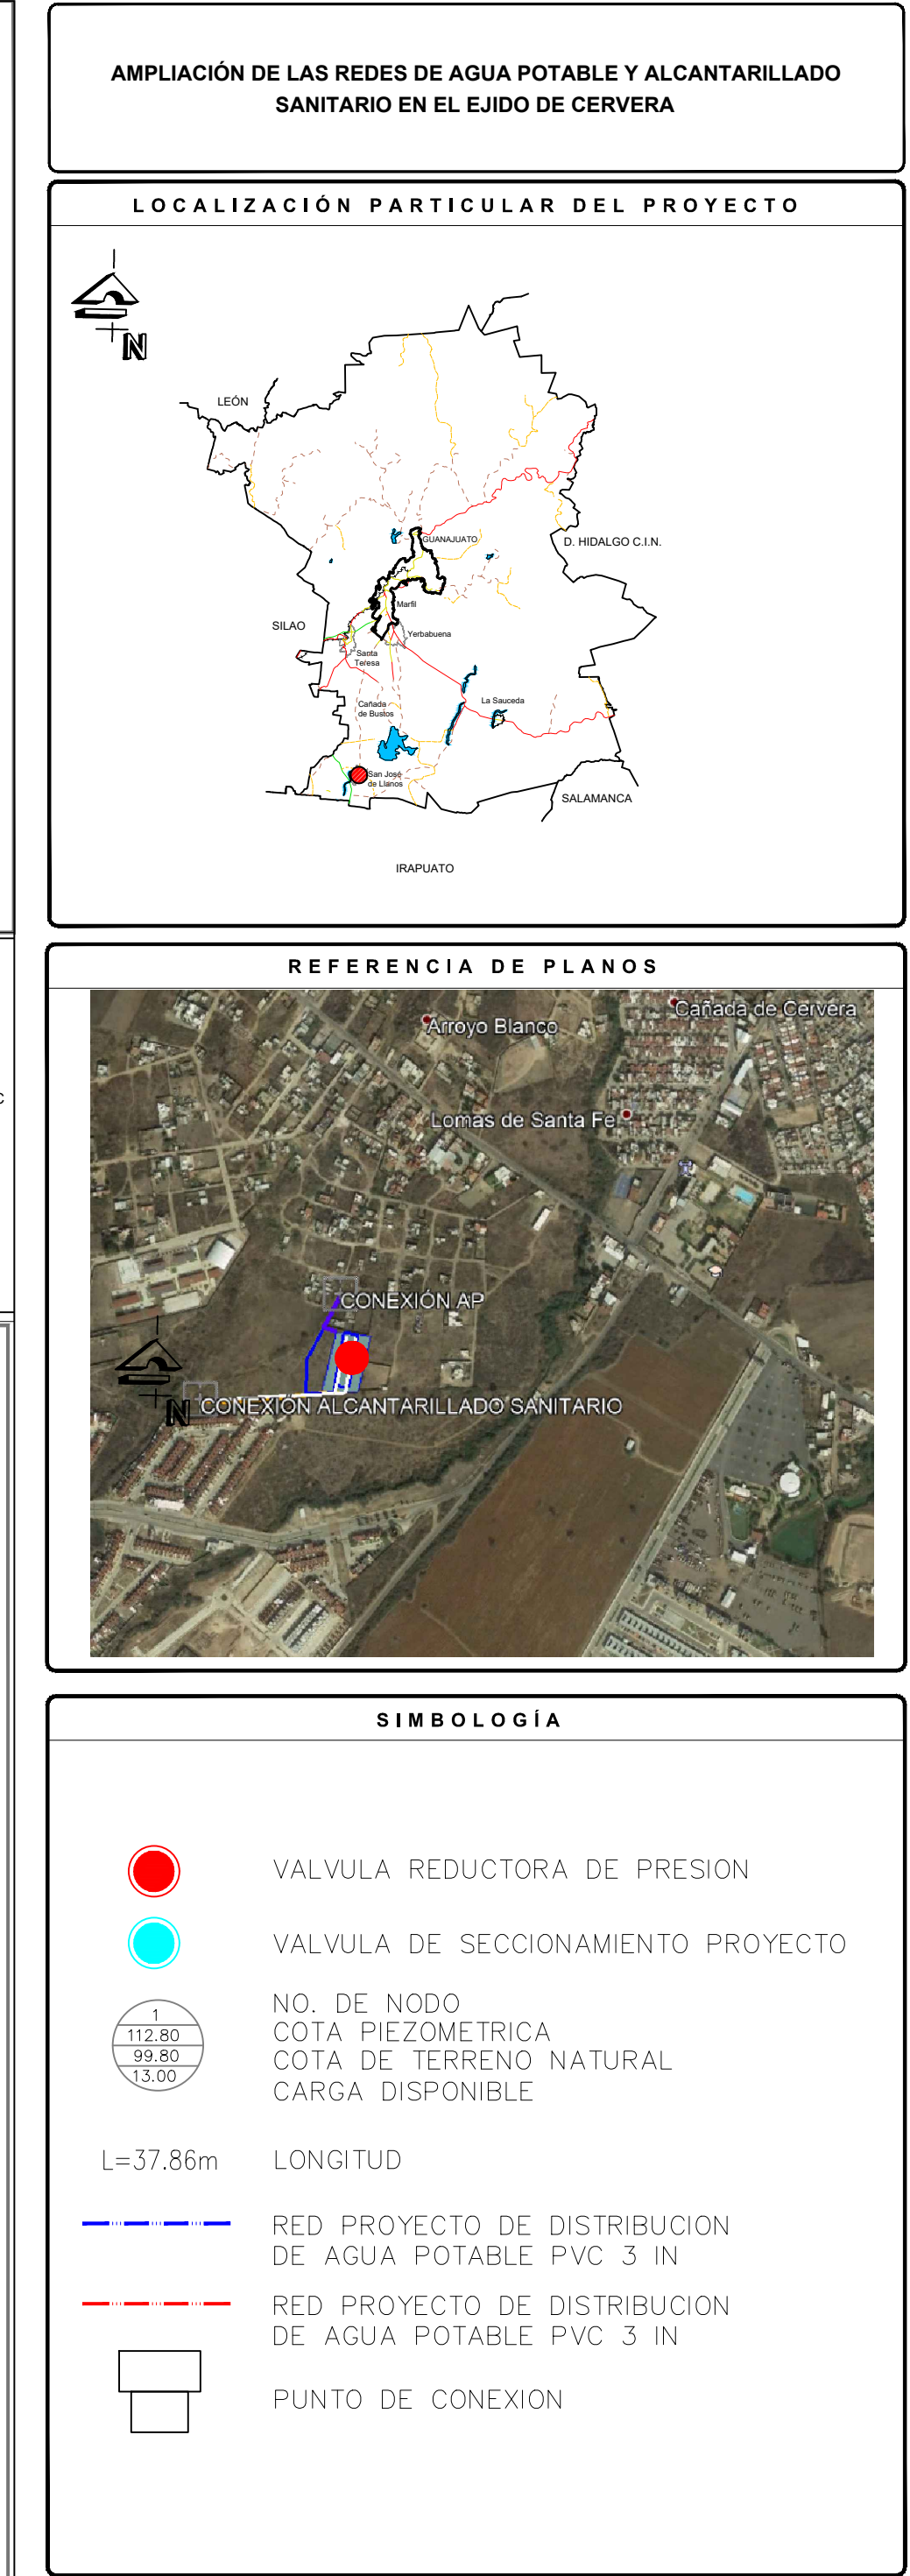 AMPLIACIÓN DE LAS REDES DE AGUA POTABLE Y ALCANTARILLADO
SANITARIO EN EL EJIDO DE CERVERA
LOCALIZACIÓN PARTICULAR DEL PROYECTO
N
LEÓN
GUANAJUATO
D. HIDALGO C.I.N.
Marfil
SILAO
Yerbabuena
Santa
Teresa
La Sauceda
Cañada
de Bustos
San José
de Llanos
SALAMANCA
IRAPUATO
REFERENCIA DE PLANOS
Cañada de Cervera
Arroyo Blanco
Lomas de Santa Fe
CONEXIÓN AP
N
CONEXIÓN ALCANTARILLADO SANITARIO
C
SIMBOLOGÍA
VALVULA REDUCTORA DE PRESION
VALVULA DE SECCIONAMIENTO PROYECTO
1
112.80
99.80
13.00
NO. DE NODO
COTA PIEZOMETRICA
COTA DE TERRENO NATURAL
CARGA DISPONIBLE
L=37.86m LONGITUD
RED PROYECTO DE DISTRIBUCION
DE AGUA POTABLE PVC 3 IN
RED PROYECTO DE DISTRIBUCION
DE AGUA POTABLE PVC 3 IN
PUNTO DE CONEXION